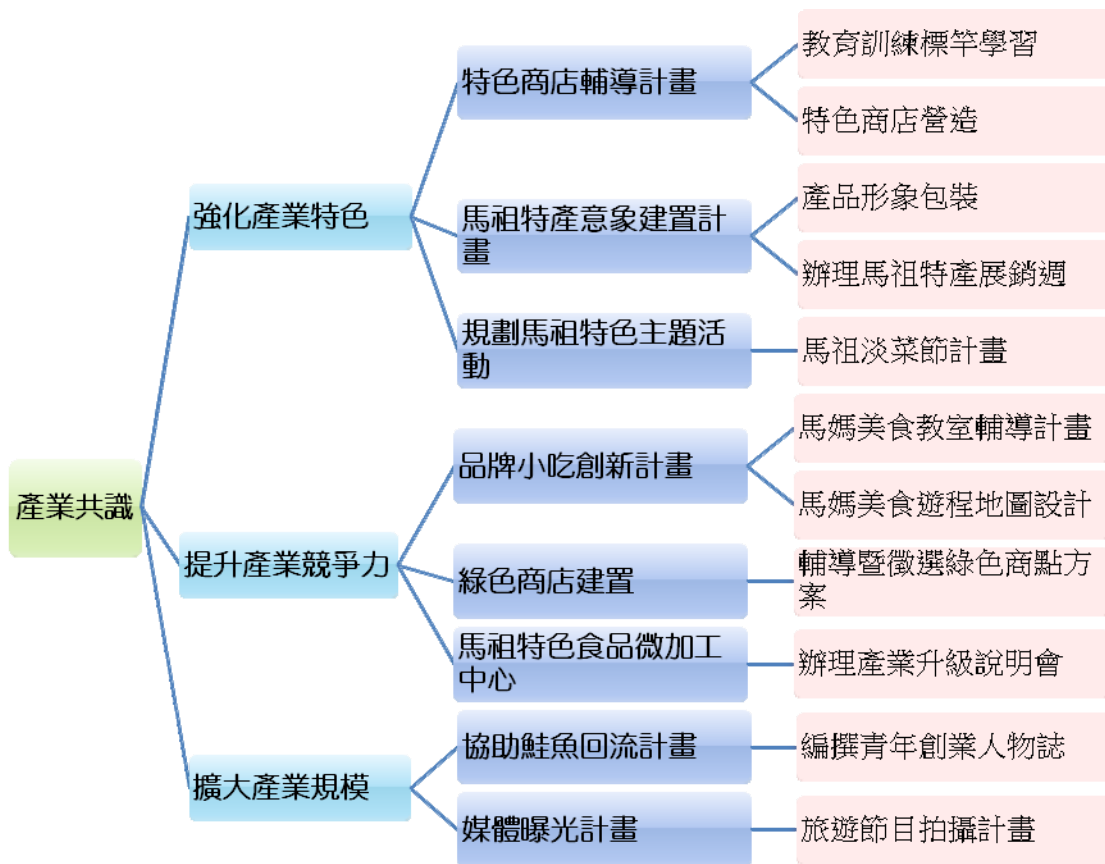 產業共識
強化產業特色
特色商店輔導計畫
教育訓練標竿學習
特色商店營造
馬祖特產意象建置計
畫
產品形象包裝
辦理馬祖特產展銷週
規劃馬祖特色主題活
動
馬祖淡菜節計畫
提升產業競爭力
品牌小吃創新計畫
馬媽美食教室輔導計畫
馬媽美食遊程地圖設計
綠色商店建置
輔導暨徵選綠色商點方
案
馬祖特色食品微加工
中心
辦理產業升級說明會
擴大產業規模
協助鮭魚回流計畫
編撰青年創業人物誌
媒體曝光計畫
旅遊節目拍攝計畫